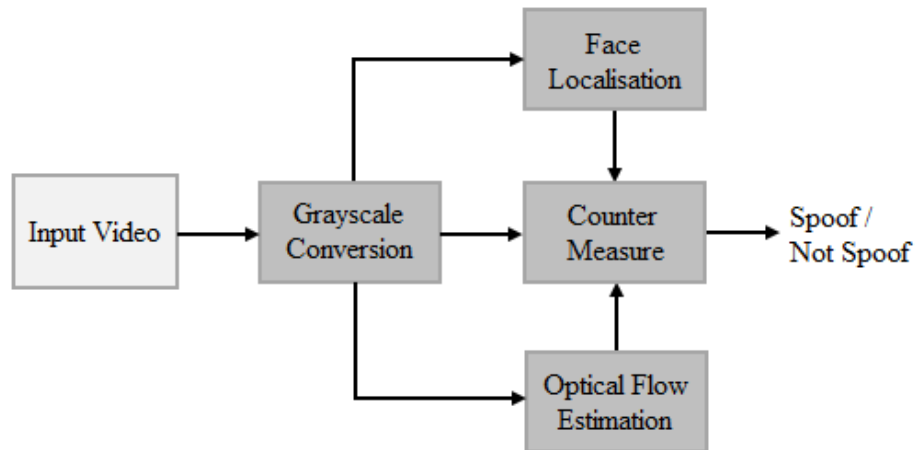 Face
Localisation
Input Video
Grayscale
Conversion
Counter
Measure
Spoof /
Not Spoof
Optical Flow
Estimation